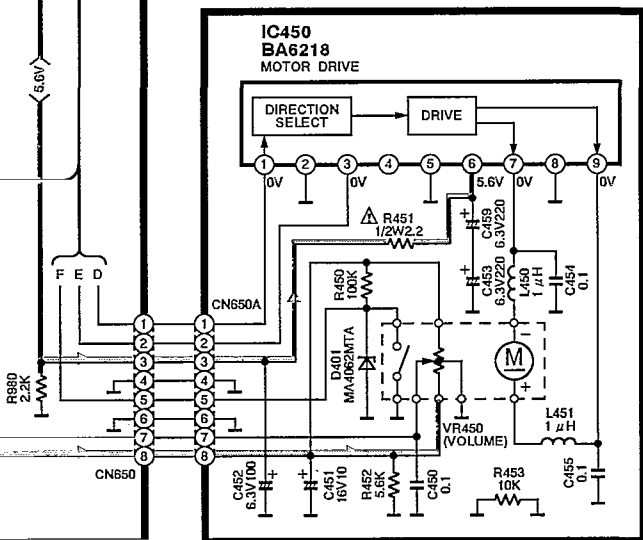 IC450
BA6218
MOTOR DRIVE
5.6V
DIRECTION
SELECT
DRIVE
1 2 3 4 5 6 7 8 9
0V 0V 5.6V 0V 0V
R451
1/2W2.2
C459
6.3V220
C453
6.3V220
L450
1 μH
C454
0.1
F E D
CN650A
R450
100K
D401
MA4062MTA
M
− +
R880
2.2K
1 1
2 2
3 3
4 4
5 5
6 6
7 7
8 8
CN650
VR450
(VOLUME)
L451
1 μH
C452
6.3V100
+
C451
16V10
+
R452
5.6K
C450
0.1
R453
10K
C455
0.1